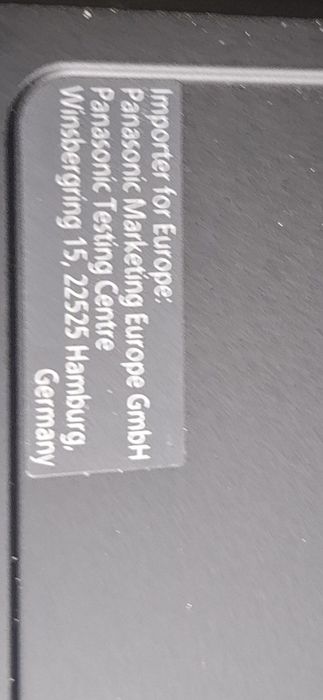 Importer for Europe:
Panasonic Marketing Europe GmbH
Panasonic Testing Centre
Winsbergring 15, 22525 Hamburg,
Germany